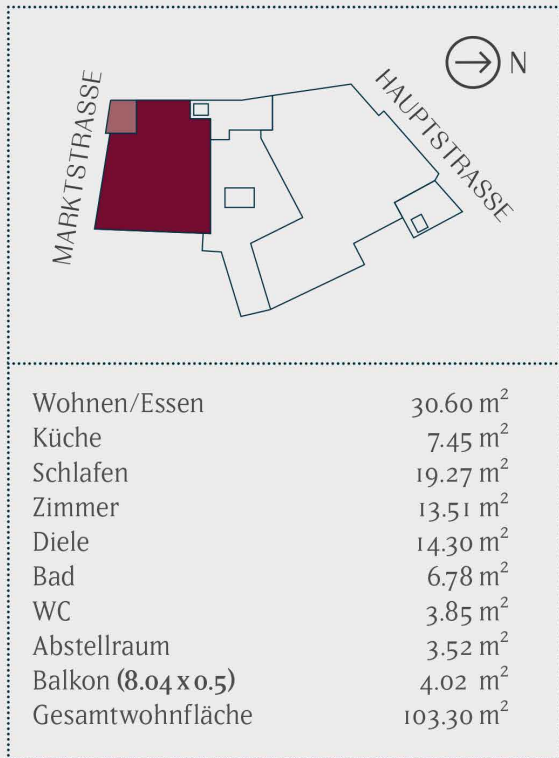 N
MARKTSTRASSE
HAUPTSTRASSE
Wohnen/Essen 30.60 m²
Küche 7.45 m²
Schlafen 19.27 m²
Zimmer 13.51 m²
Diele 14.30 m²
Bad 6.78 m²
WC 3.85 m²
Abstellraum 3.52 m²
Balkon (8.04 x 0.5) 4.02 m²
Gesamtwohnfläche 103.30 m²